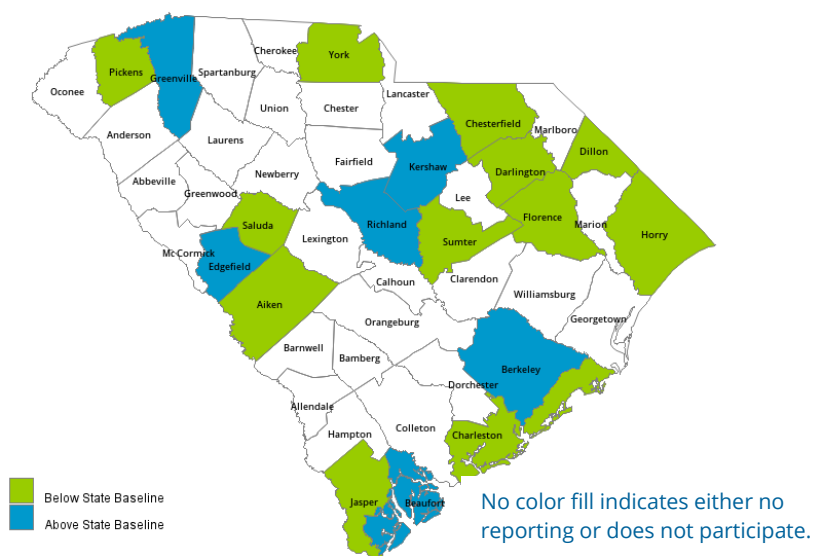 Cherokee
York
Pickens
Greenville
Spartanburg
Oconee
Union
Chester
Lancaster
Chesterfield
Marlboro
Anderson
Laurens
Dillon
Fairfield
Kershaw
Darlington
Abbeville
Newberry
Greenwood
Lee
Florence
Saluda
Richland
Marion
Horry
Lexington
Sumter
McCormick
Edgefield
Calhoun
Clarendon
Williamsburg
Aiken
Orangeburg
Georgetown
Barnwell
Bamberg
Berkeley
Dorchester
Allendale
Colleton
Hampton
Charleston
Jasper
Beaufort
Below State Baseline
Above State Baseline
No color fill indicates either no
reporting or does not participate.